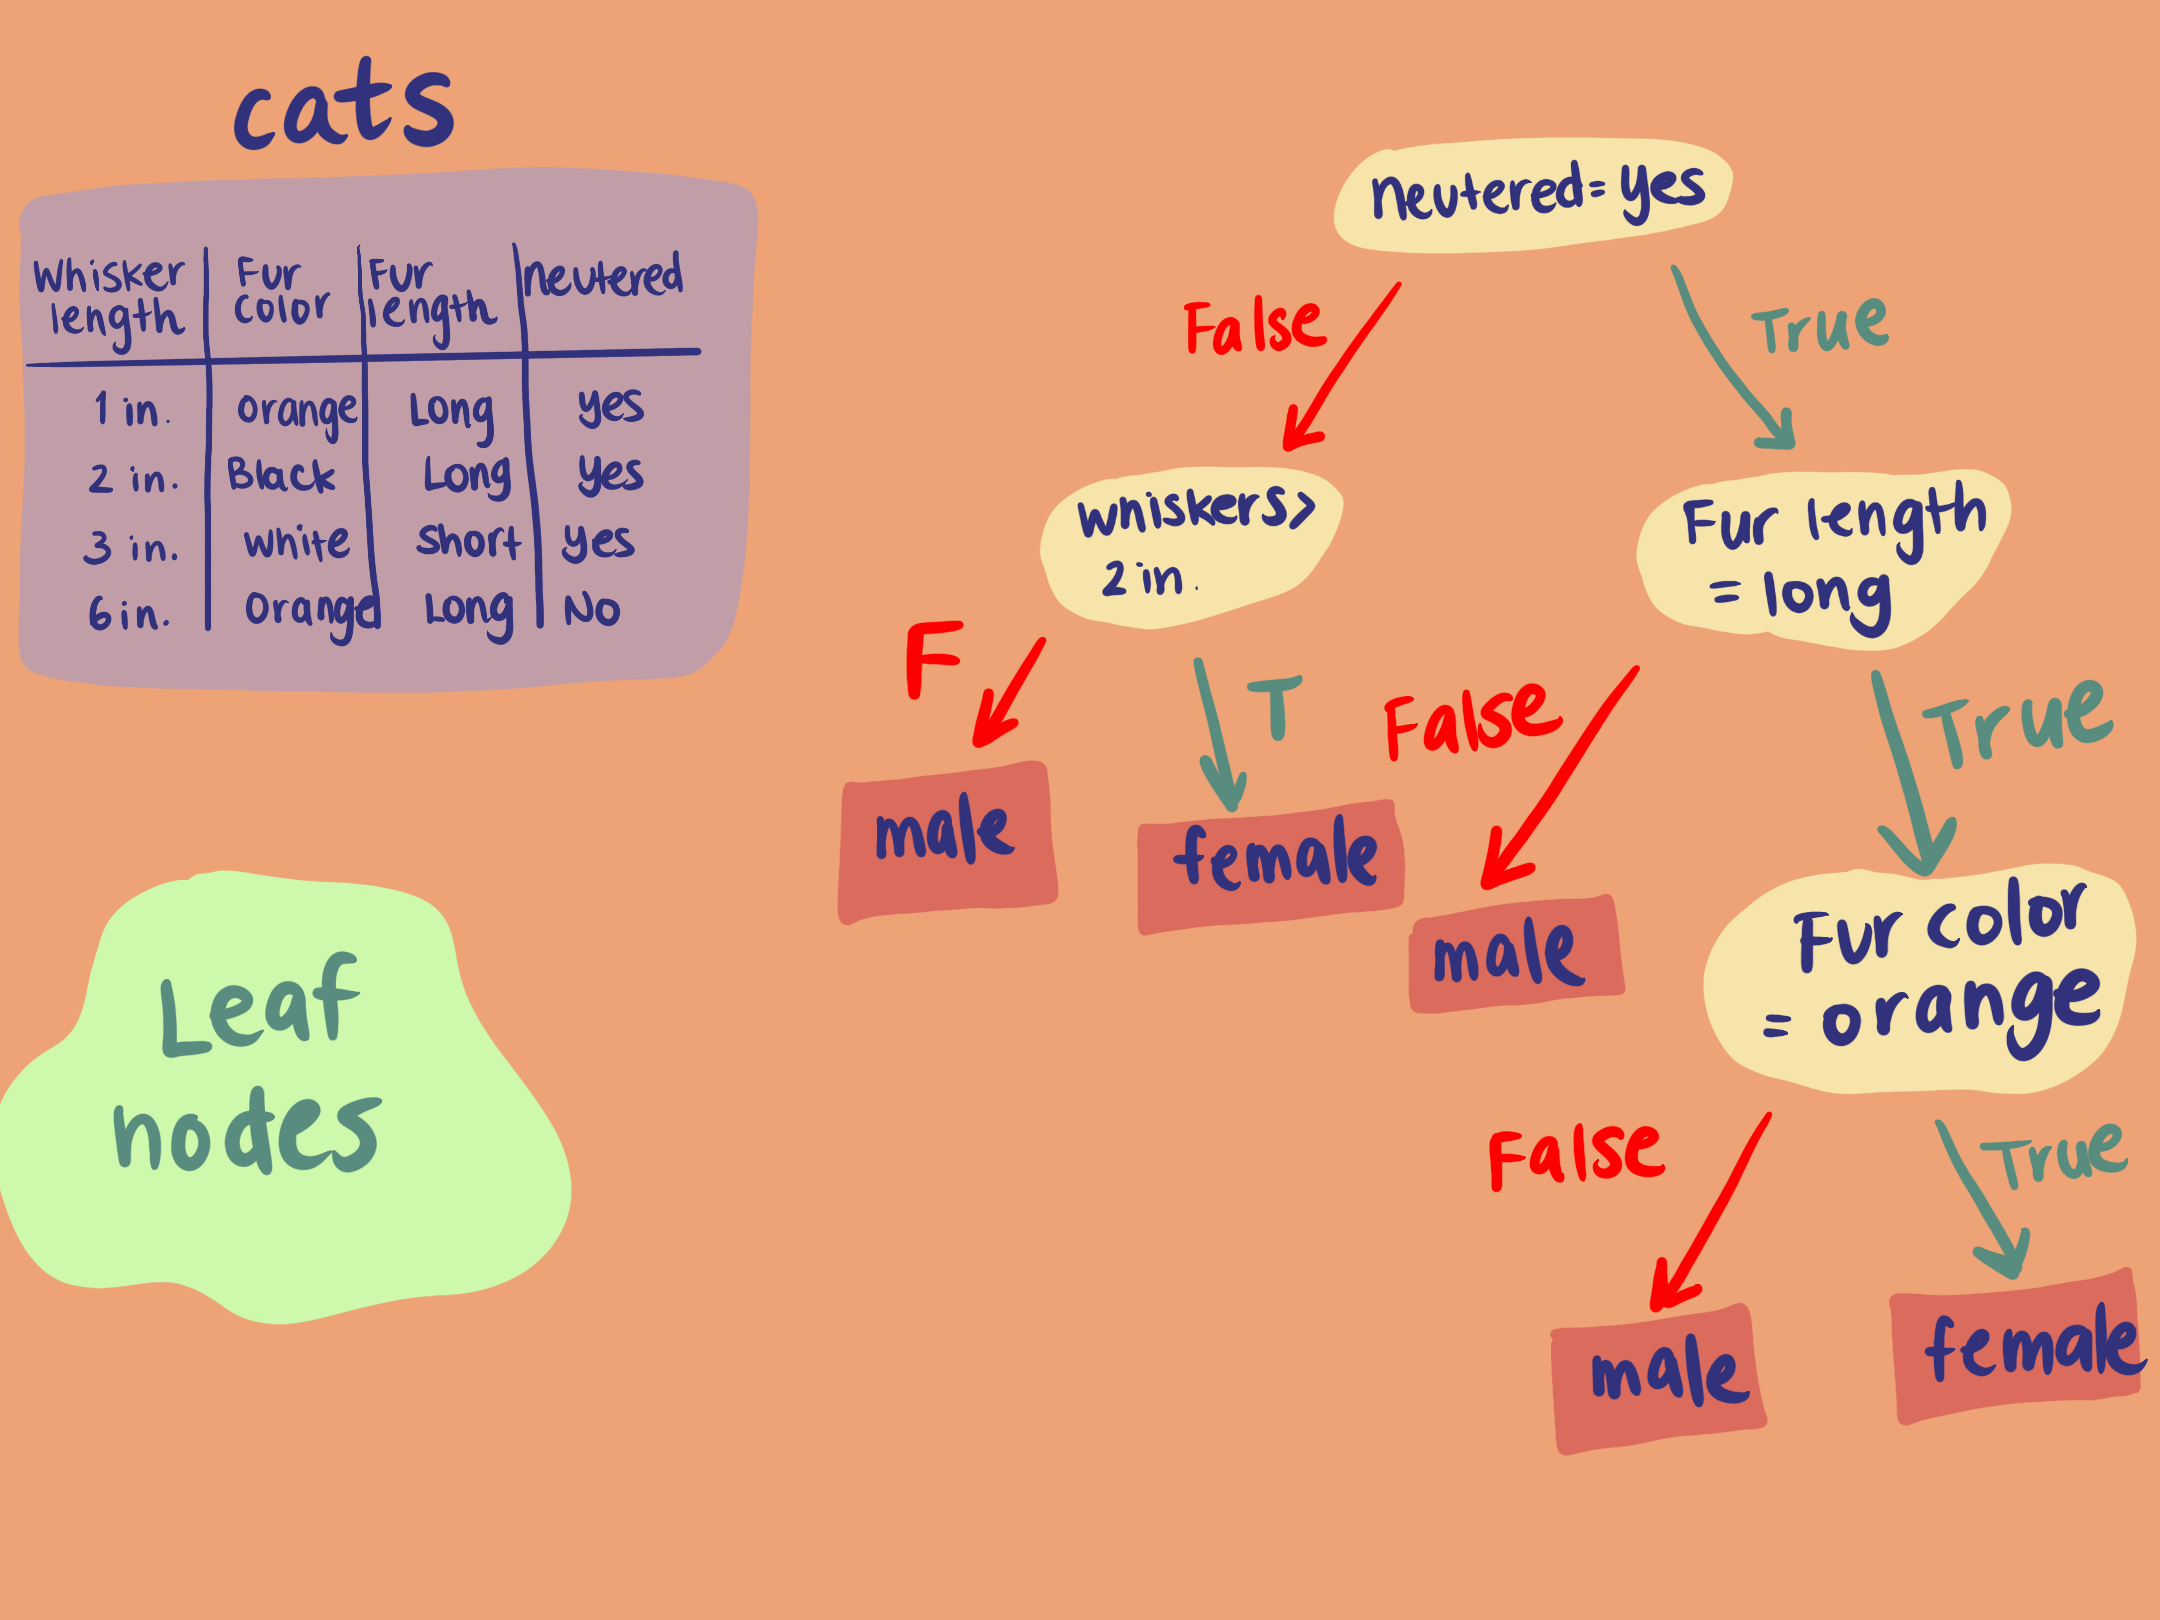 cats
Whisker length | Fur color | Fur length | neutered
1 in. | orange | Long | yes
2 in. | Black | Long | yes
3 in. | white | short | yes
6 in. | orange | Long | No
Leaf
nodes
neutered = yes
False
True
whiskers >
2 in.
Fur length
= long
F
T
False
True
male
female
male
Fur color
= orange
False
True
male
female